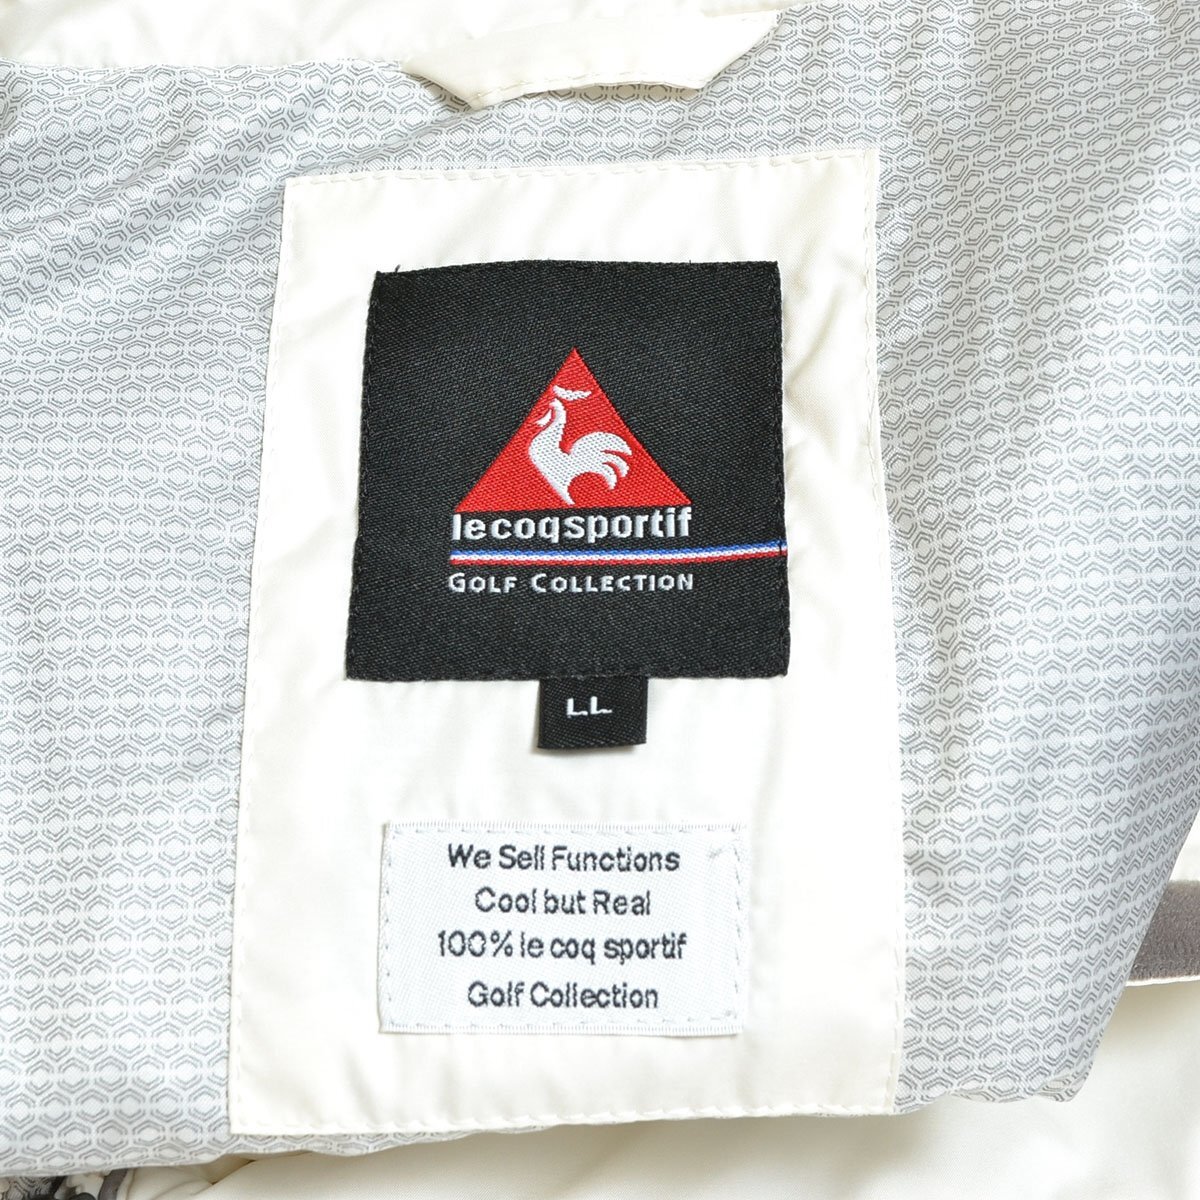 lecoqsportif
GOLF COLLECTION
LL
We Sell Functions
Cool but Real
100% le coq sportif
Golf Collection